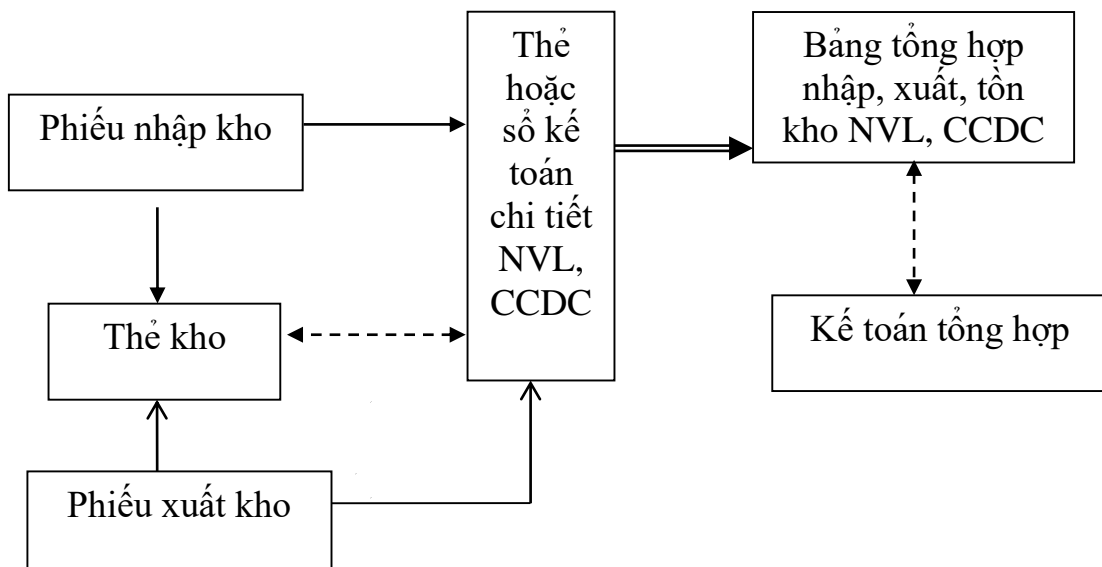 Phiếu nhập kho
Thẻ kho
Phiếu xuất kho
Thẻ
hoặc
sổ kế
toán
chi tiết
NVL,
CCDC
Bảng tổng hợp
nhập, xuất, tồn
kho NVL, CCDC
Kế toán tổng hợp